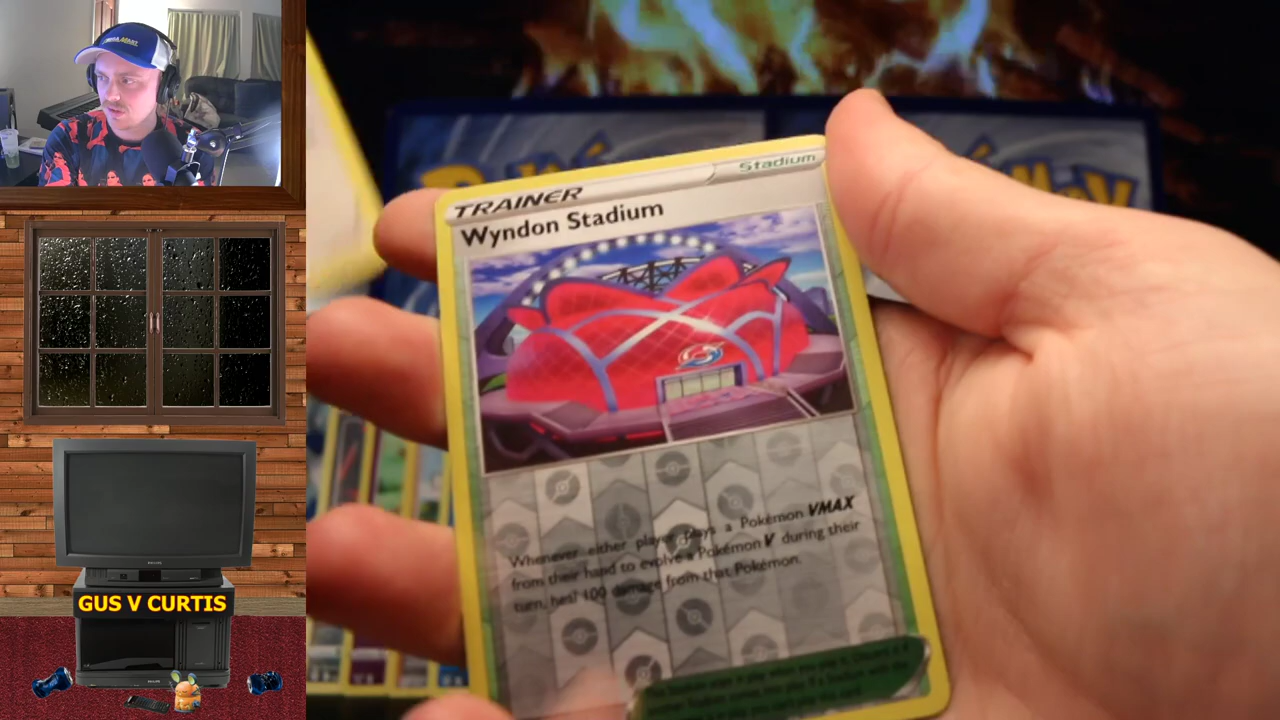 TRAINER
Stadium
Wyndon Stadium
Whenever either player plays a Pokémon VMAX
from their hand to evolve a Pokémon V during their
turn, heal 100 damage from that Pokémon.
GUS V CURTIS